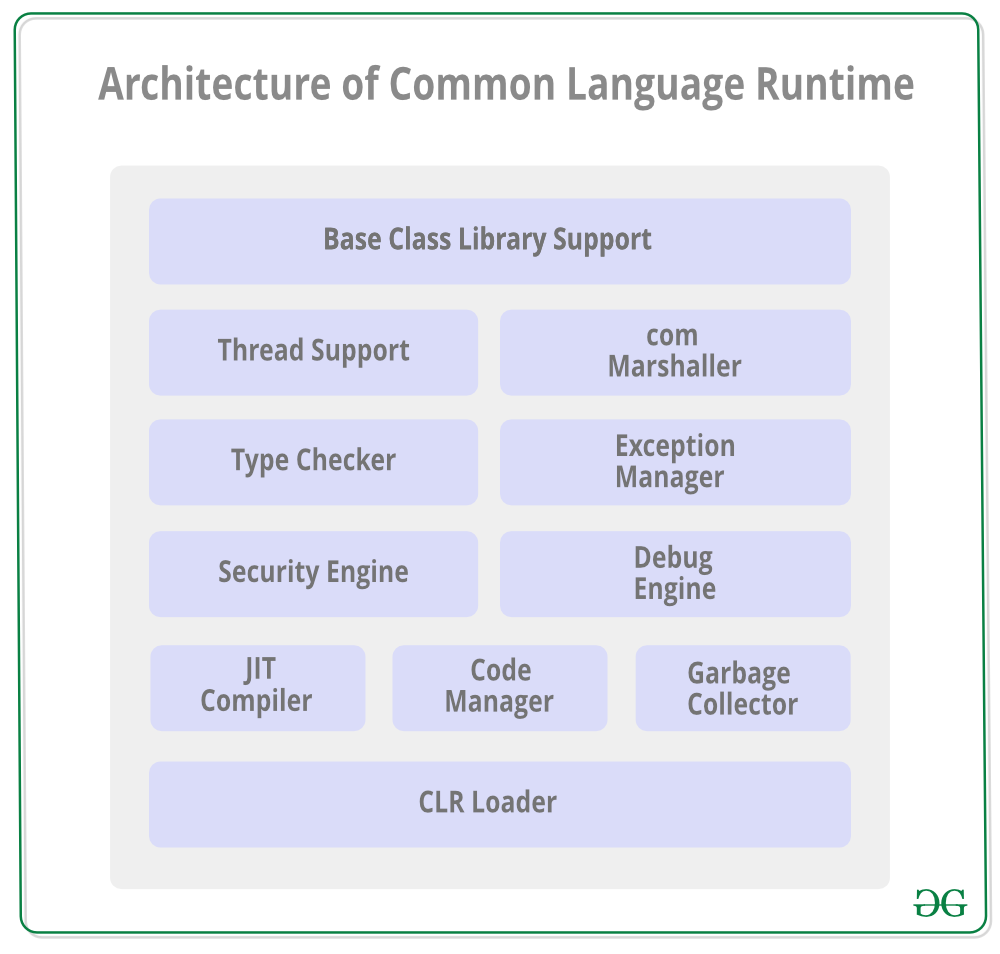 Architecture of Common Language Runtime
Base Class Library Support
Thread Support
com
Marshaller
Type Checker
Exception
Manager
Security Engine
Debug
Engine
JIT
Compiler
Code
Manager
Garbage
Collector
CLR Loader